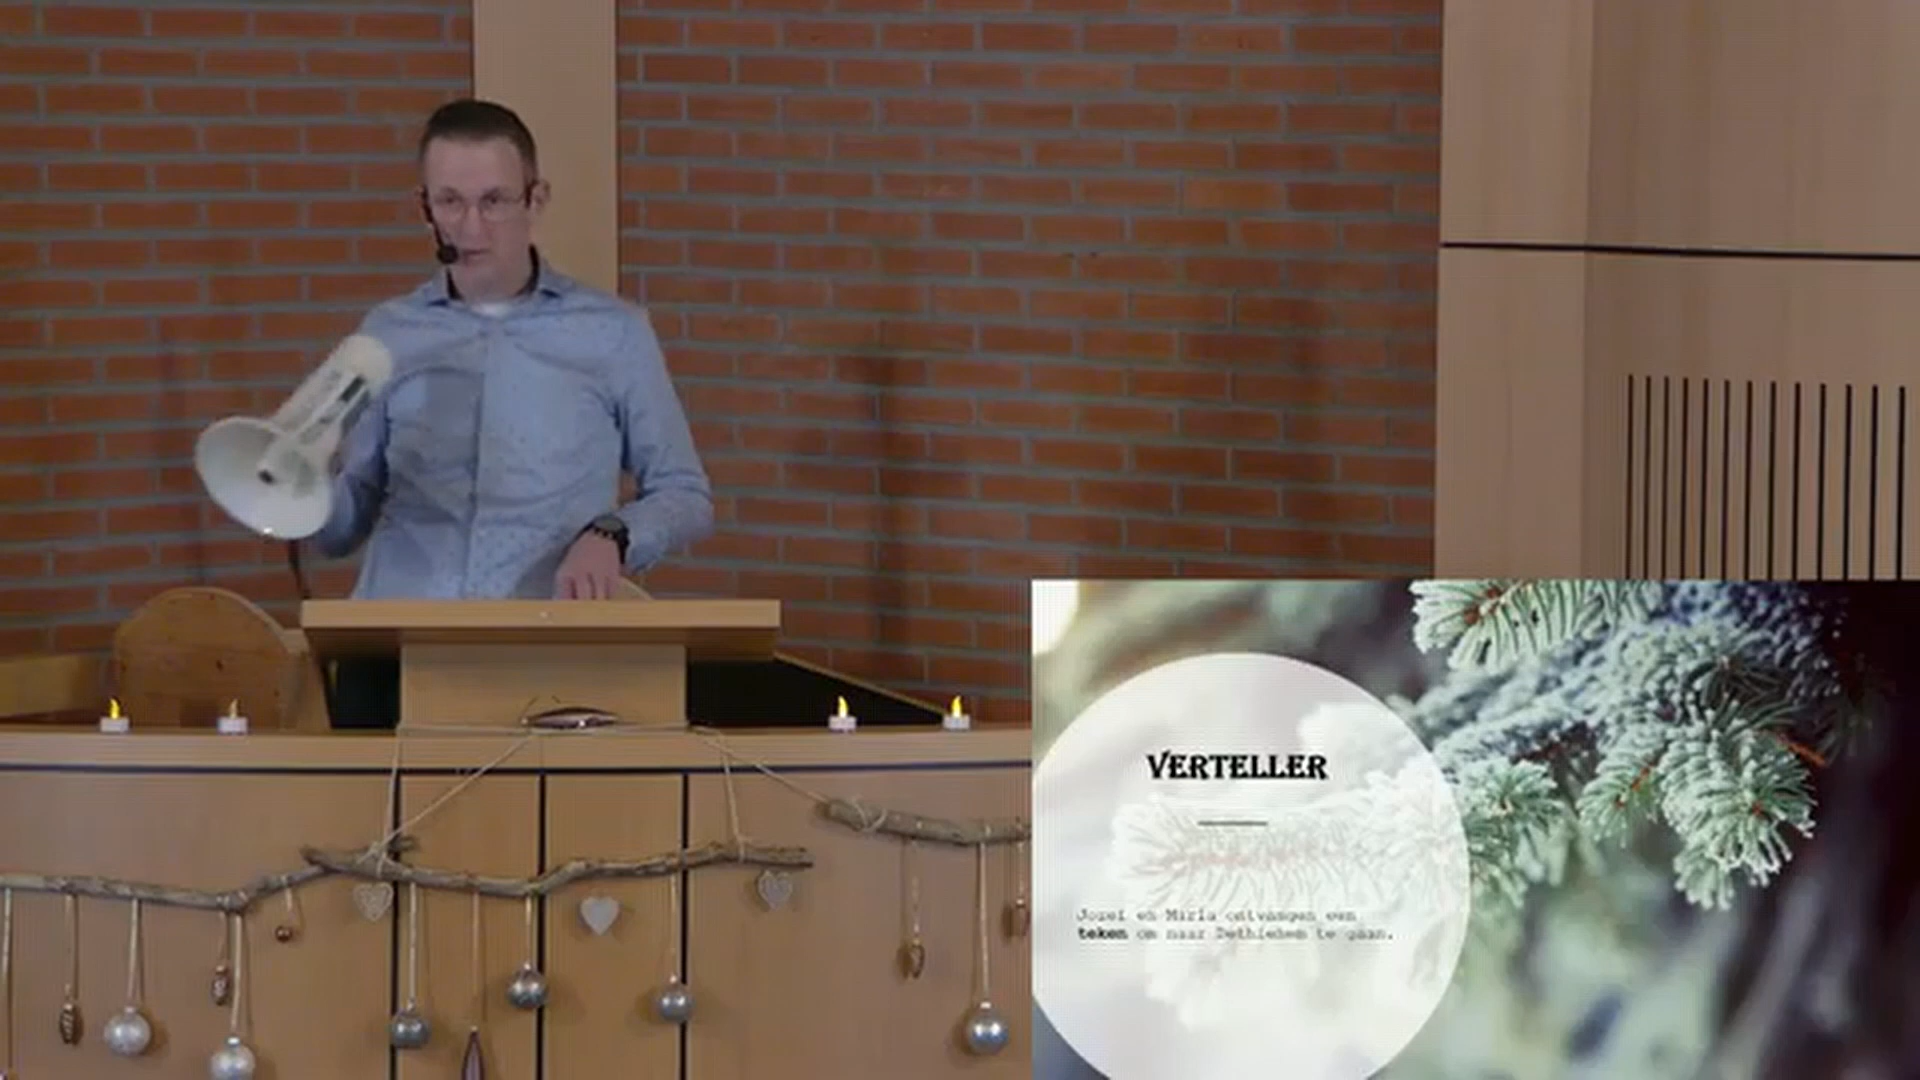 VERTELLER
Jozef en Maria ontvangen een
teken om naar Bethlehem te gaan.